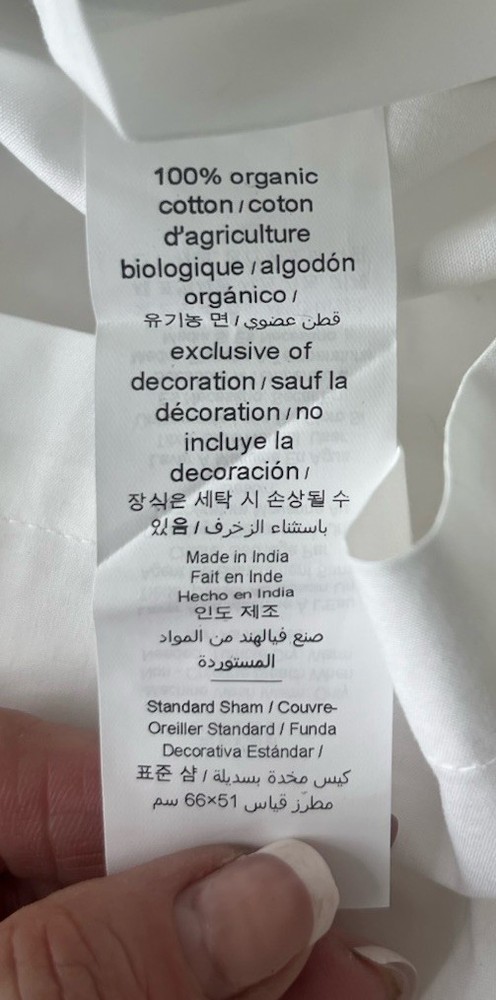 100% organic
cotton / coton
d'agriculture
biologique / algodón
orgánico /
유기농 면 / قطن عضوي
exclusive of
decoration / sauf la
décoration / no
incluye la
decoración /
장식은 세탁 시 손상될 수
있음 / باستثناء الزخرف
Made in India
Fait en Inde
Hecho en India
인도 제조
صنع فيالهند من المواد
المستوردة
Standard Sham / Couvre-
Oreiller Standard / Funda
Decorativa Estándar /
표준 샴 / كيس مخدة بسديلة
مطرّز قياس 51×66 سم